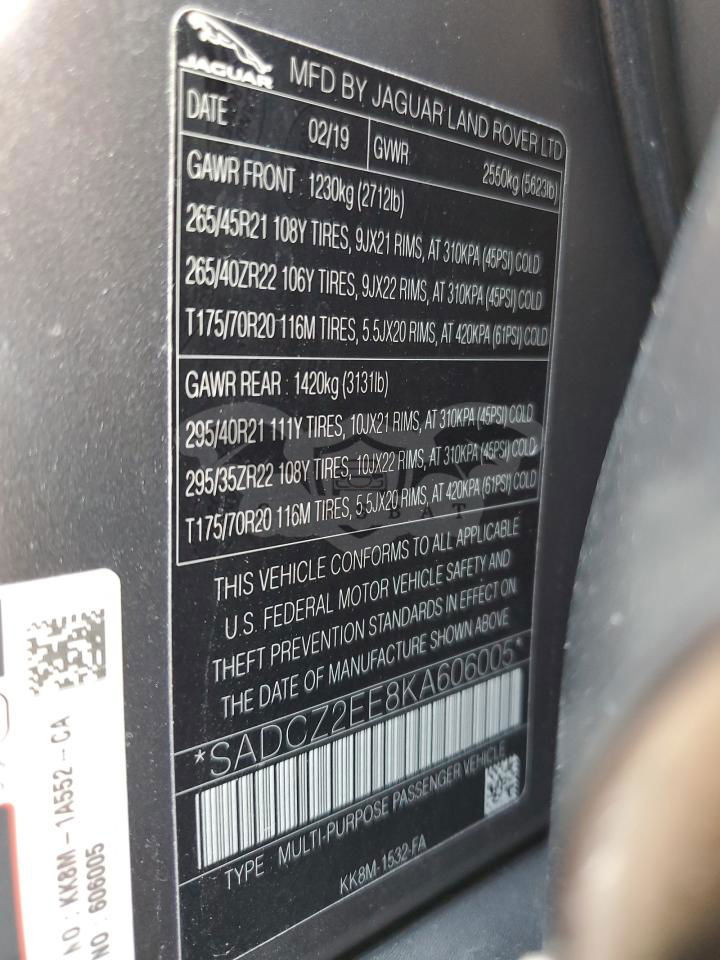 JAGUAR
MFD BY JAGUAR LAND ROVER LTD
DATE : 02/19 GVWR : 2550kg (5623lb)
GAWR FRONT : 1230kg (2712lb)
265/45R21 108Y TIRES, 9JX21 RIMS, AT 310KPA (45PSI) COLD
265/40ZR22 106Y TIRES, 9JX22 RIMS, AT 310KPA (45PSI) COLD
T175/70R20 116M TIRES, 5.5JX20 RIMS, AT 420KPA (61PSI) COLD
GAWR REAR : 1420kg (3131lb)
295/40R21 111Y TIRES, 10JX21 RIMS, AT 310KPA (45PSI) COLD
295/35ZR22 108Y TIRES, 10JX22 RIMS, AT 310KPA (45PSI) COLD
T175/70R20 116M TIRES, 5.5JX20 RIMS, AT 420KPA (61PSI) COLD
THIS VEHICLE CONFORMS TO ALL APPLICABLE
U.S. FEDERAL MOTOR VEHICLE SAFETY AND
THEFT PREVENTION STANDARDS IN EFFECT ON
THE DATE OF MANUFACTURE SHOWN ABOVE
*SADCZ2EE8KA606005*
TYPE : MULTI-PURPOSE PASSENGER VEHICLE
KK8M-1532-FA
NO : KK8M-1A552-CA
NO : 606005